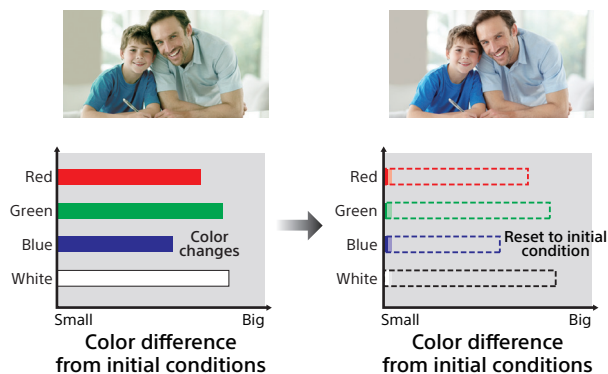 Red
Green
Blue
White
Color
changes
Small
Big
Color difference
from initial conditions
Red
Green
Blue
White
Reset to initial
condition
Small
Big
Color difference
from initial conditions